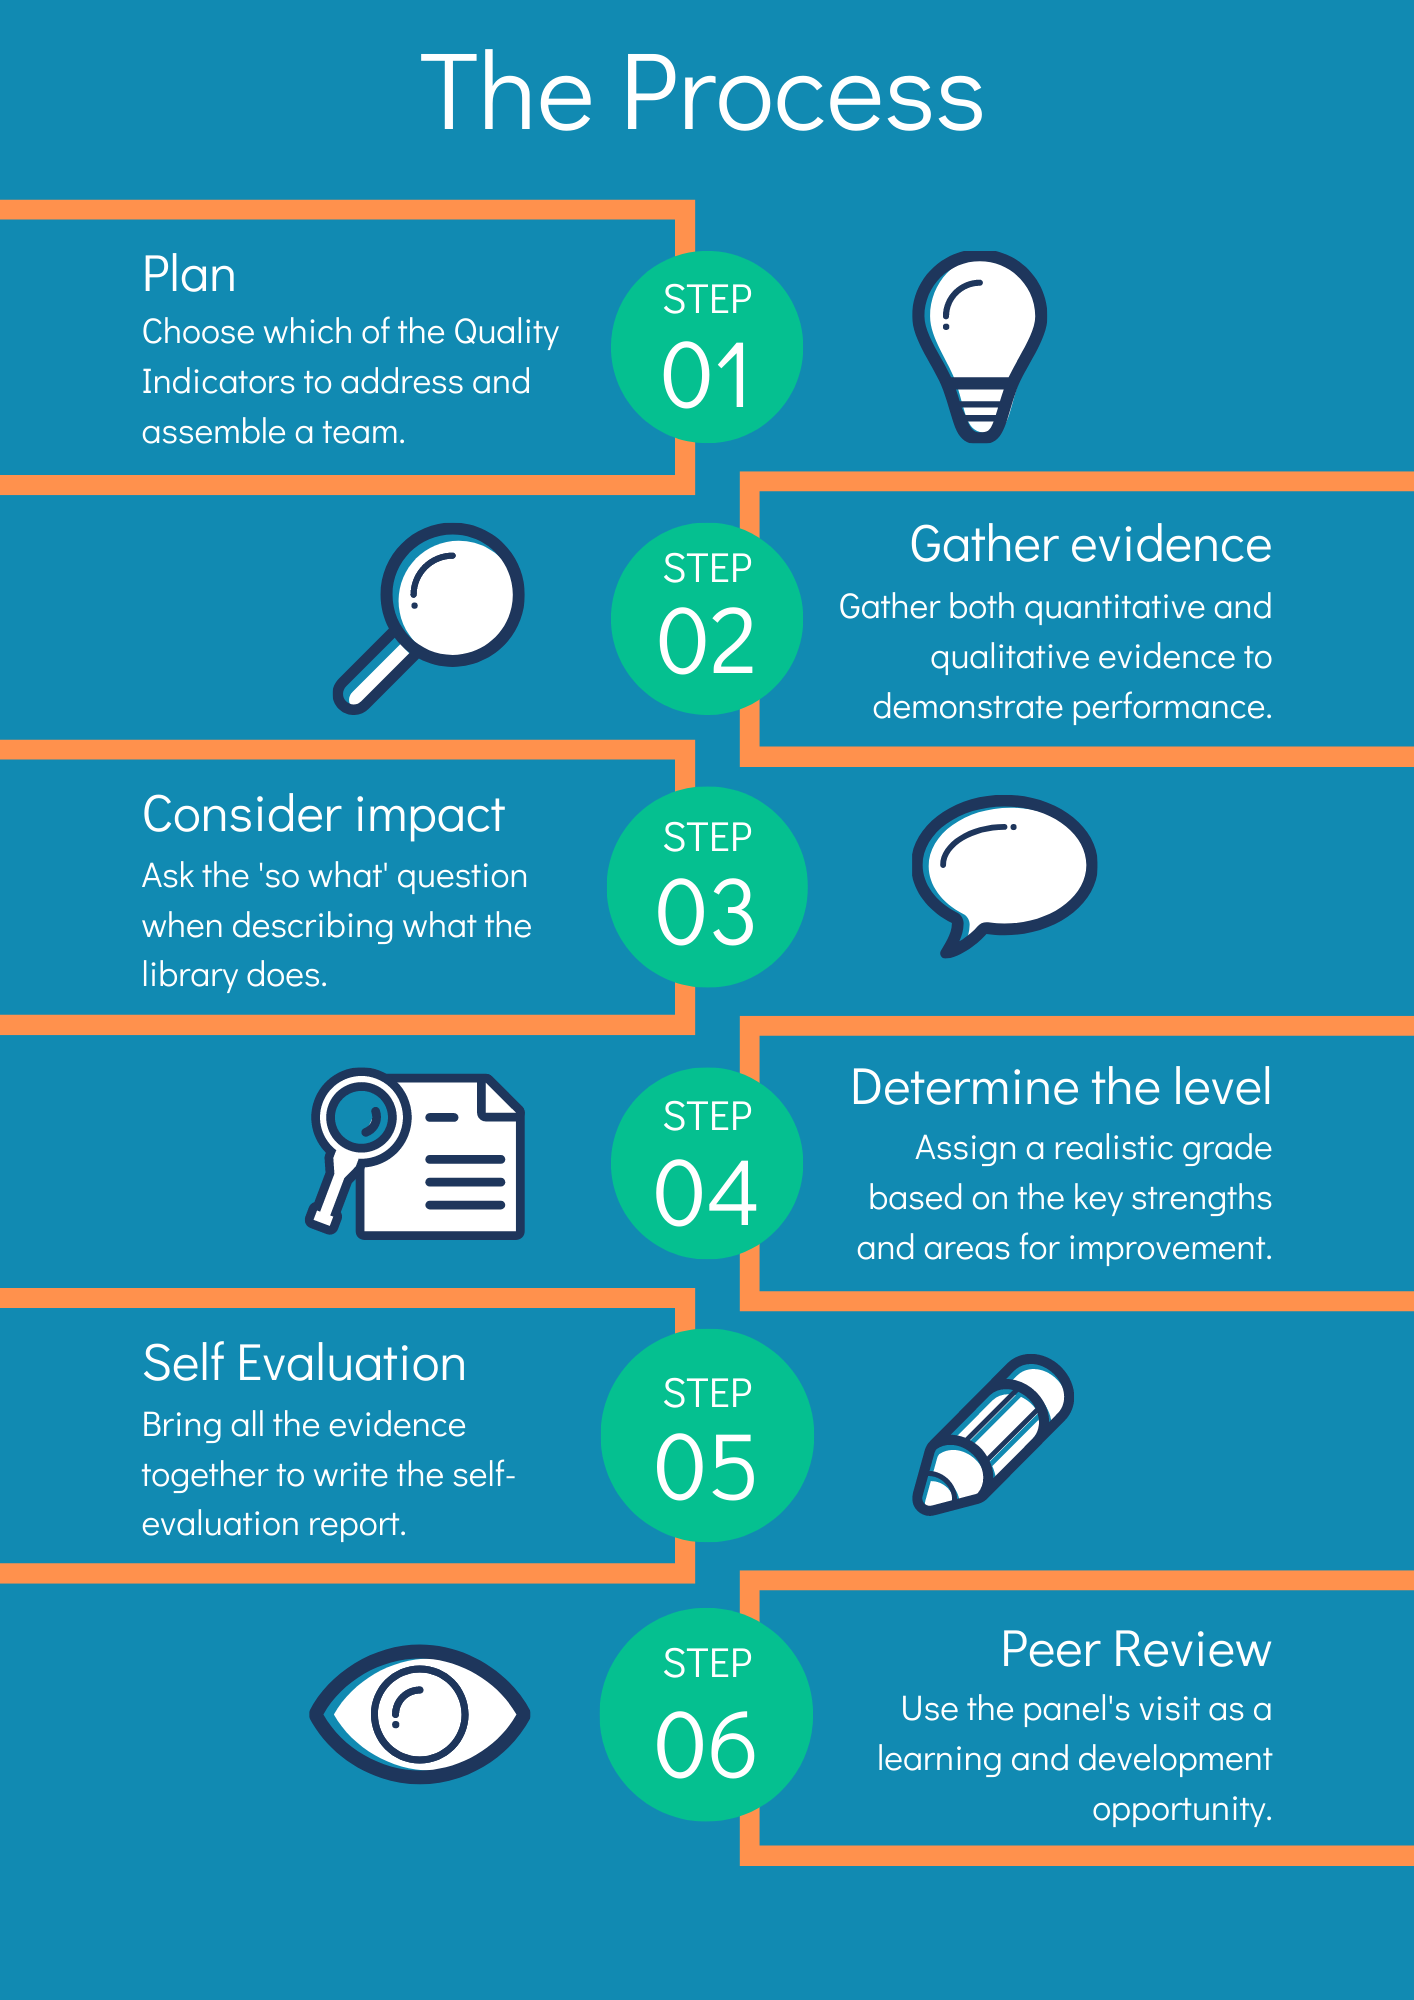 The Process
Plan
Choose which of the Quality
Indicators to address and
assemble a team.
STEP
01
STEP
02
Gather evidence
Gather both quantitative and
qualitative evidence to
demonstrate performance.
Consider impact
Ask the 'so what' question
when describing what the
library does.
STEP
03
STEP
04
Determine the level
Assign a realistic grade
based on the key strengths
and areas for improvement.
Self Evaluation
Bring all the evidence
together to write the self-
evaluation report.
STEP
05
STEP
06
Peer Review
Use the panel's visit as a
learning and development
opportunity.